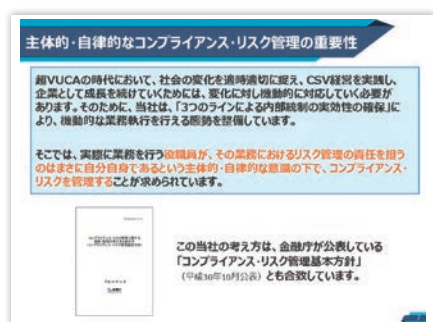 主体的・自律的なコンプライアンス・リスク管理の重要性
超VUCAの時代において、社会の変化を適時適切に捉え、CSV経営を実践し、
企業として成長を続けていくためには、変化に対し機動的に対応していく必要が
あります。そのために、当社は、「3つのラインによる内部統制の実効性の確保」に
より、機動的な業務執行を行える態勢を整備しています。
そこでは、実際に業務を行う役職員が、その業務におけるリスク管理の責任を担う
のはまさに自分自身であるという主体的・自律的な意識の下で、コンプライアンス・
リスクを管理することが求められています。
この当社の考え方は、金融庁が公表している
「コンプライアンス・リスク管理基本方針」
(平成30年10月公表)とも合致しています。